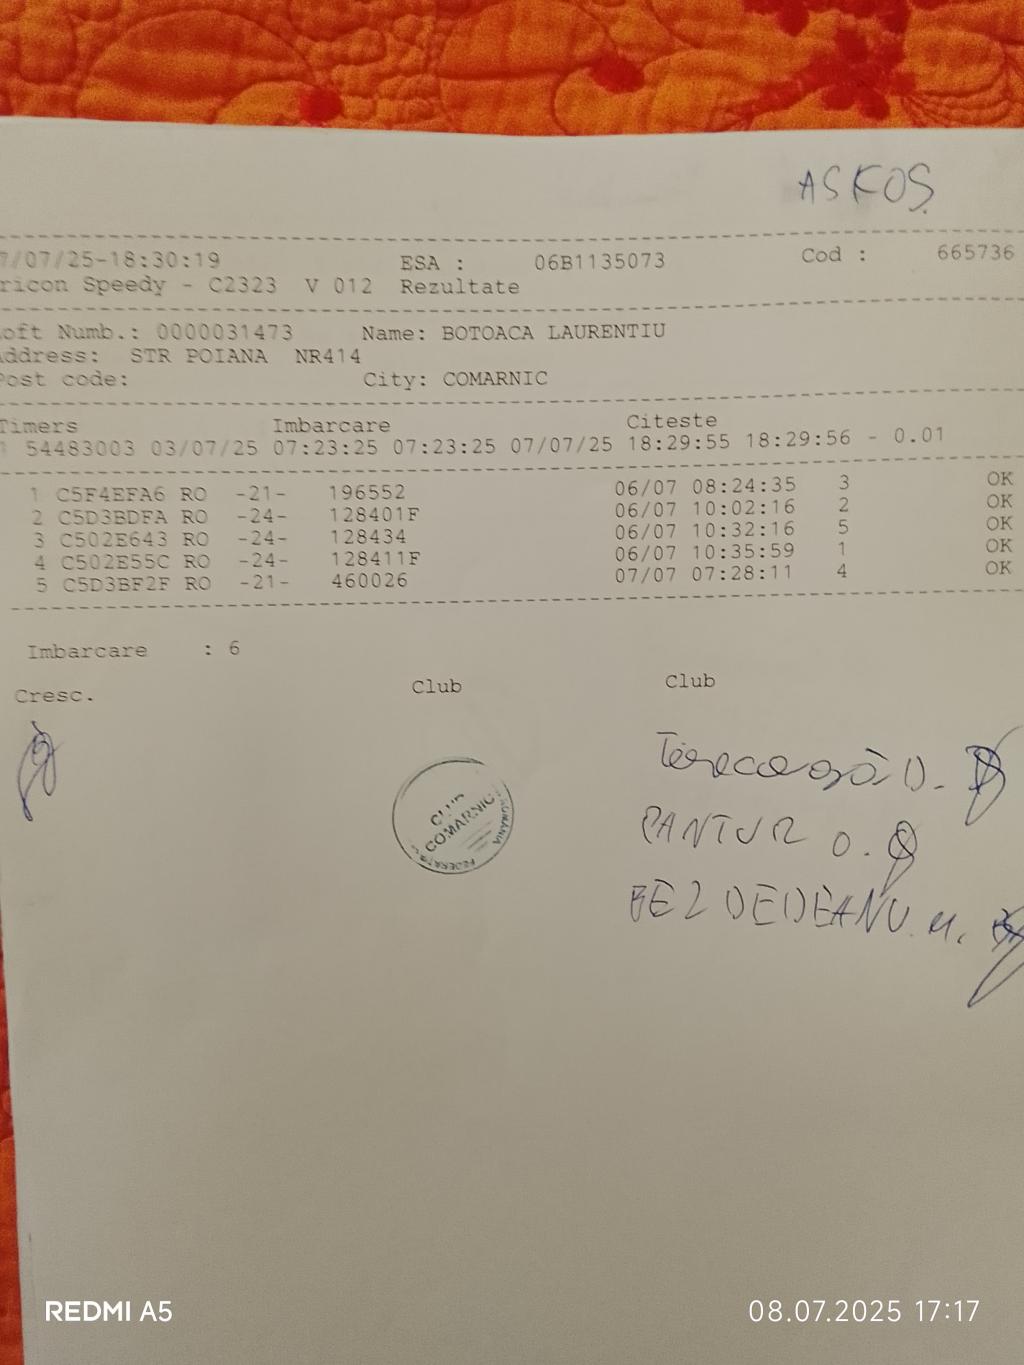 ASKOS
7/07/25-18:30:19 ESA : 06B1135073 Cod : 665736
ricon Speedy - C2323 V 012 Rezultate
oft Numb.: 0000031473 Name: BOTOACA LAURENTIU
Address: STR POIANA NR414
Post code: City: COMARNIC
Timers Imbarcare Citeste
1 54483003 03/07/25 07:23:25 07:23:25 07/07/25 18:29:55 18:29:56 - 0.01
1 C5F4EFA6 RO -21- 196552 06/07 08:24:35 3 OK
2 C5D3BDFA RO -24- 128401F 06/07 10:02:16 2 OK
3 C502E643 RO -24- 128434 06/07 10:32:16 5 OK
4 C502E55C RO -24- 128411F 06/07 10:35:59 1 OK
5 C5D3BF2F RO -21- 460026 07/07 07:28:11 4 OK
Imbarcare : 6
Cresc. Club Club
D.
PANTUR O.
BEZDEDEANU M.
CLUB
COMARNIC
REDMI A5 08.07.2025 17:17